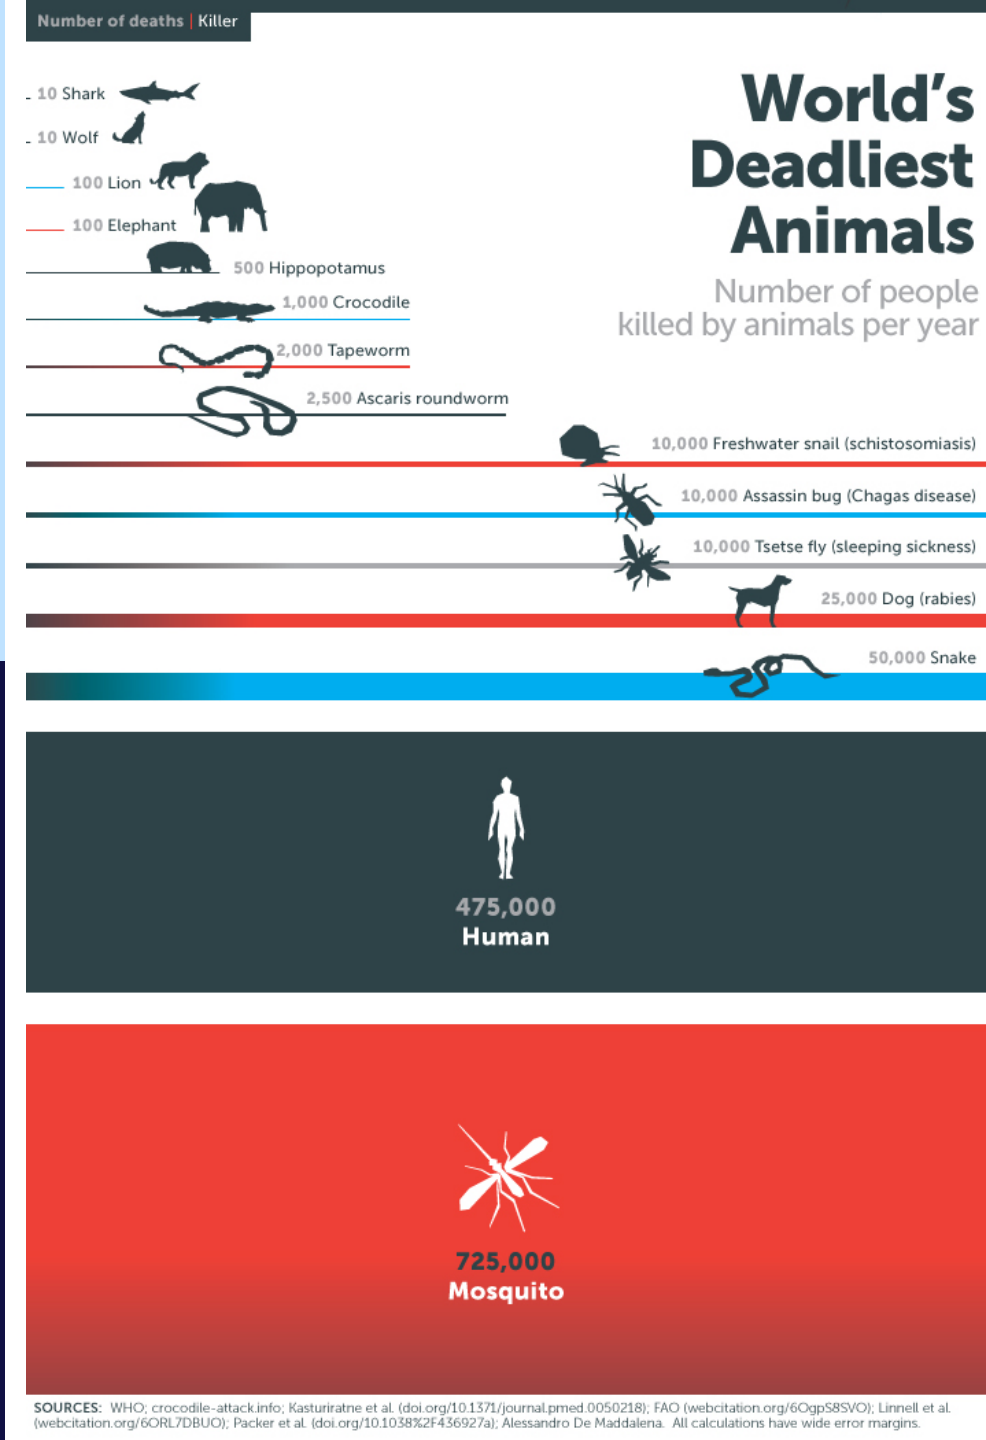 Number of deaths | Killer
10 Shark
10 Wolf
100 Lion
100 Elephant
500 Hippopotamus
1,000 Crocodile
2,000 Tapeworm
2,500 Ascaris roundworm
World's
Deadliest
Animals
Number of people
killed by animals per year
10,000 Freshwater snail (schistosomiasis)
10,000 Assassin bug (Chagas disease)
10,000 Tsetse fly (sleeping sickness)
25,000 Dog (rabies)
50,000 Snake
475,000
Human
725,000
Mosquito
SOURCES: WHO; crocodile-attack.info; Kasturiratne et al. (doi.org/10.1371/journal.pmed.0050218); FAO (webcitation.org/6OgpS8SVO); Linnell et al.
(webcitation.org/6ORL7DBUO); Packer et al. (doi.org/10.1038%2F436927a); Alessandro De Maddalena. All calculations have wide error margins.